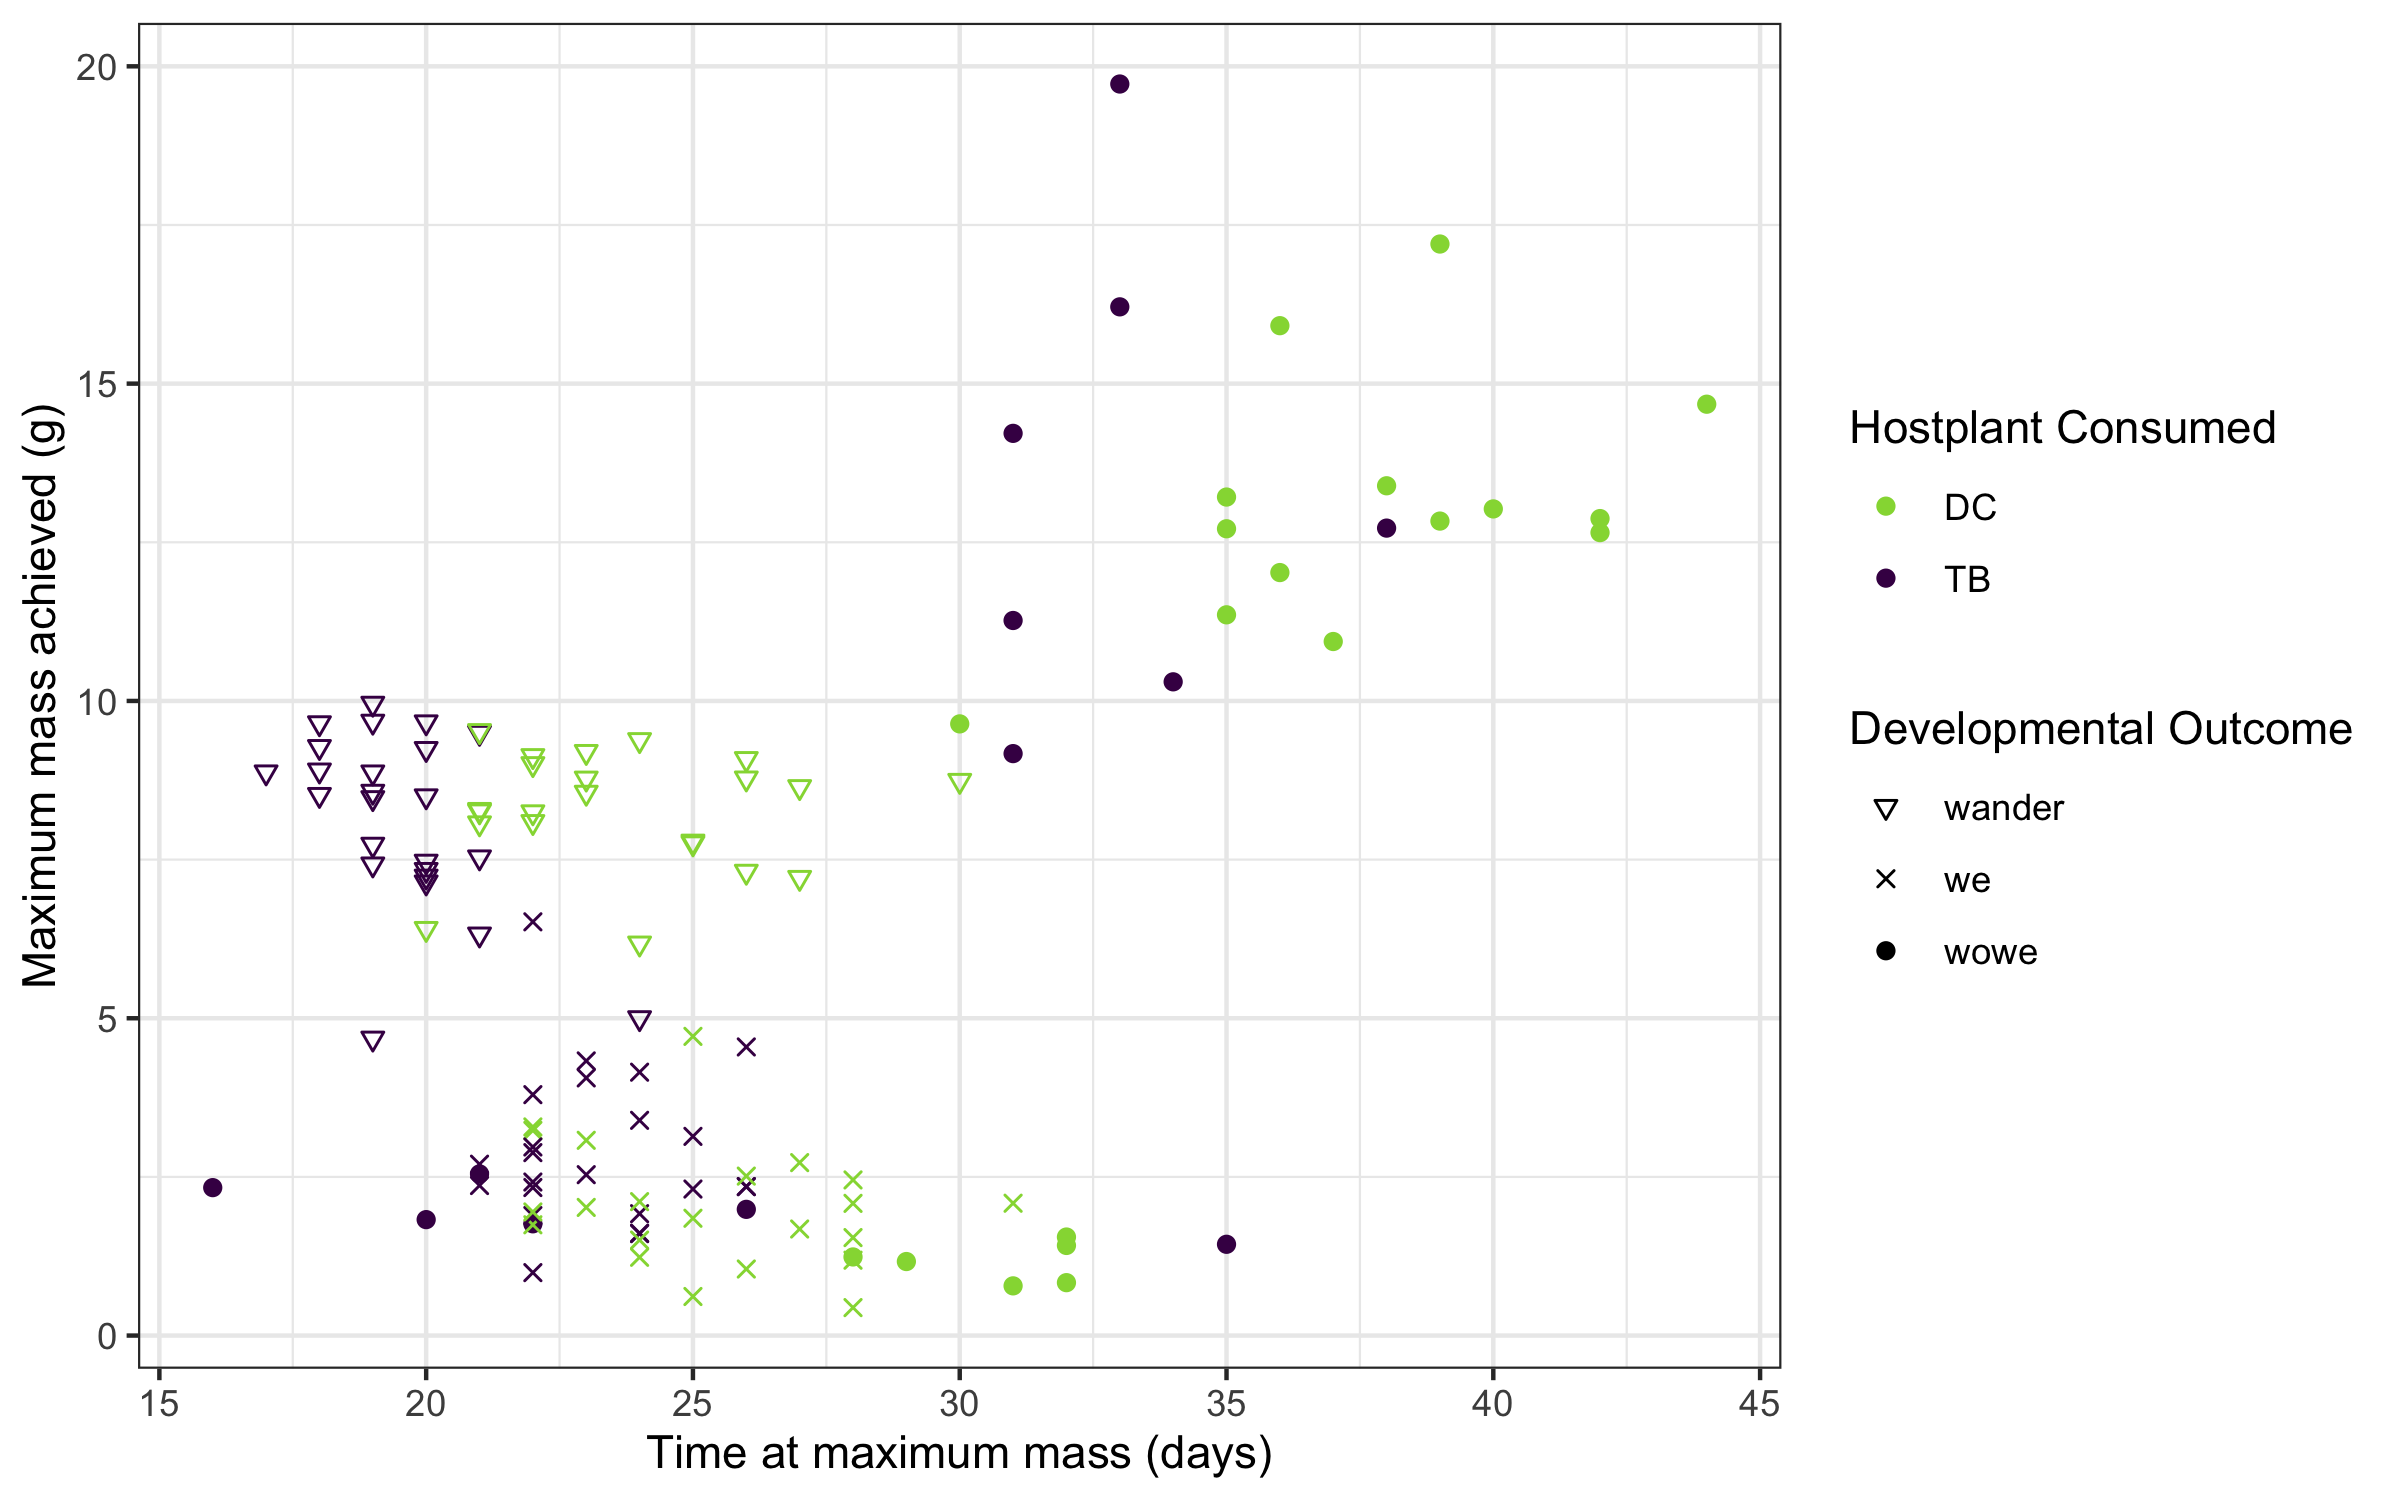 Maximum mass achieved (g)
20
15
10
5
0
15 20 25 30 35 40 45
Time at maximum mass (days)
Hostplant Consumed
DC
TB
Developmental Outcome
wander
we
wowe